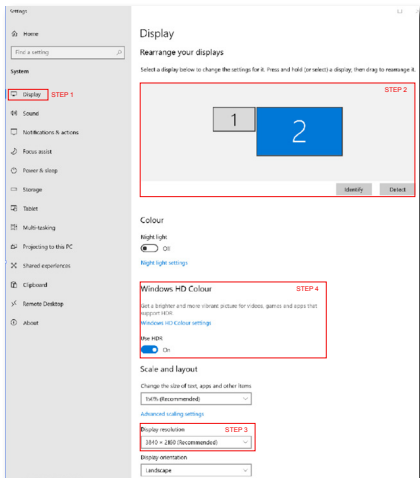 Settings
Home
Find a setting
System
Display
STEP 1
Sound
Notifications & actions
Focus assist
Power & sleep
Storage
Tablet
Multi-tasking
Projecting to this PC
Shared experiences
Clipboard
Remote Desktop
About
Display
Rearrange your displays
Select a display below to change the settings for it. Press and hold (or select) a display, then drag to rearrange it.
STEP 2
1
2
Identify
Detect
Colour
Night light
Off
Night light settings
Windows HD Colour
STEP 4
Get a brighter and more vibrant picture for videos, games and apps that
support HDR.
Windows HD Colour settings
Use HDR
On
Scale and layout
Change the size of text, apps and other items
(Recommended)
Advanced scaling settings
Display resolution
STEP 3
3840 × 2160 (Recommended)
Display orientation
Landscape